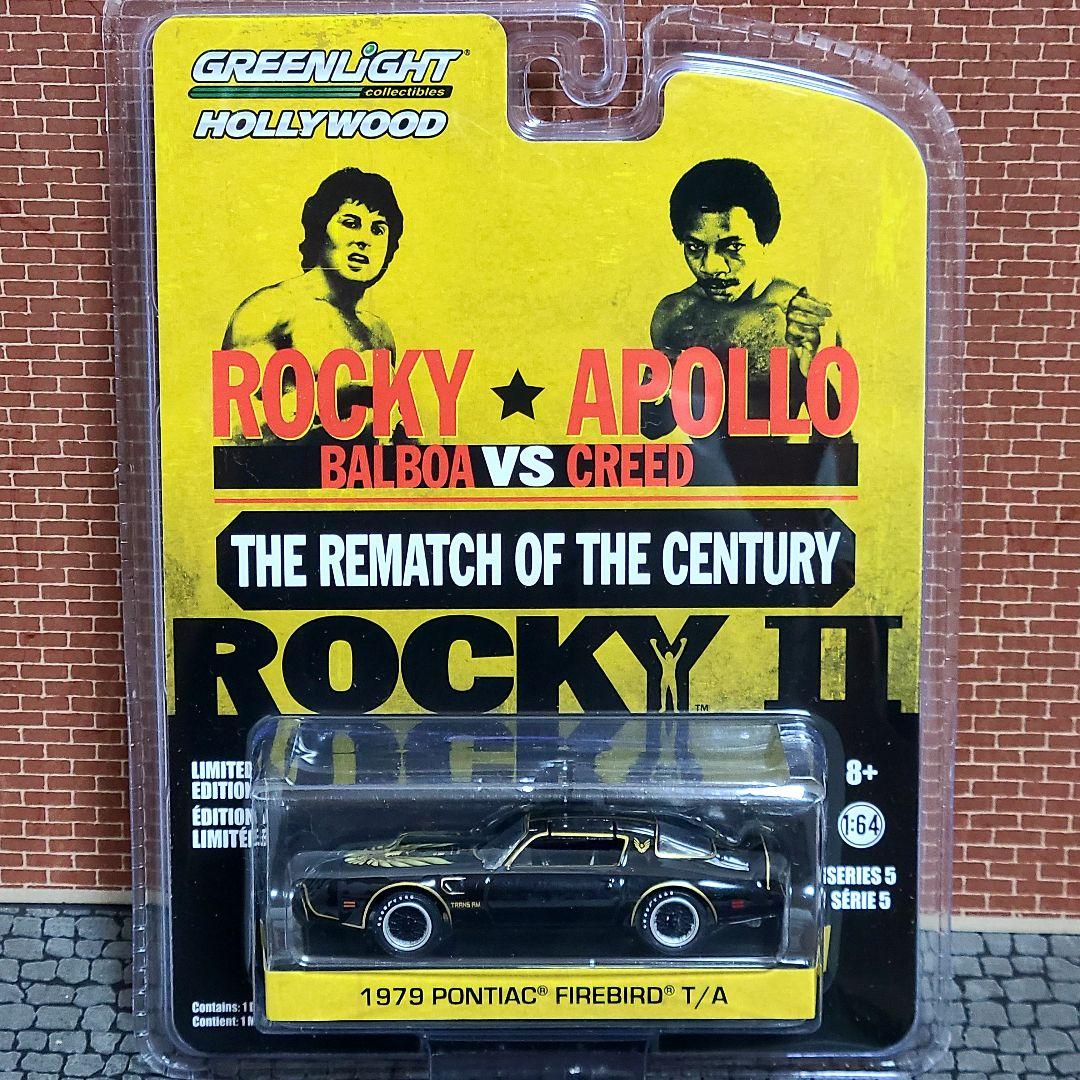 GREENLiGHT®
collectibles
HOLLYWOOD
ROCKY ★ APOLLO
BALBOA VS CREED
THE REMATCH OF THE CENTURY
ROCKY II
TM
LIMITED
EDITION
ÉDITION
LIMITÉE
8+
1:64
SERIES 5
SÉRIE 5
TRANS AM
Contains: 1
Contient: 1
1979 PONTIAC® FIREBIRD® T/A